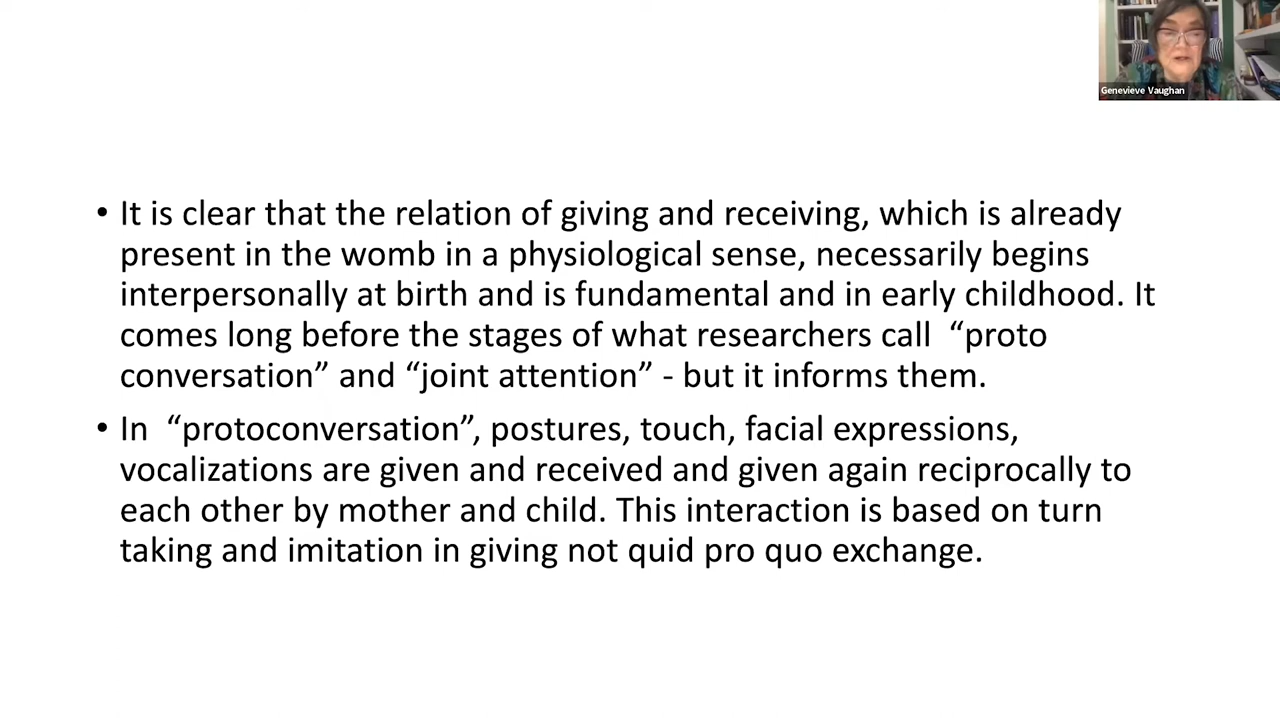 Genevieve Vaughan
• It is clear that the relation of giving and receiving, which is already
present in the womb in a physiological sense, necessarily begins
interpersonally at birth and is fundamental and in early childhood. It
comes long before the stages of what researchers call  “proto
conversation” and “joint attention” - but it informs them.
• In  “protoconversation”, postures, touch, facial expressions,
vocalizations are given and received and given again reciprocally to
each other by mother and child. This interaction is based on turn
taking and imitation in giving not quid pro quo exchange.